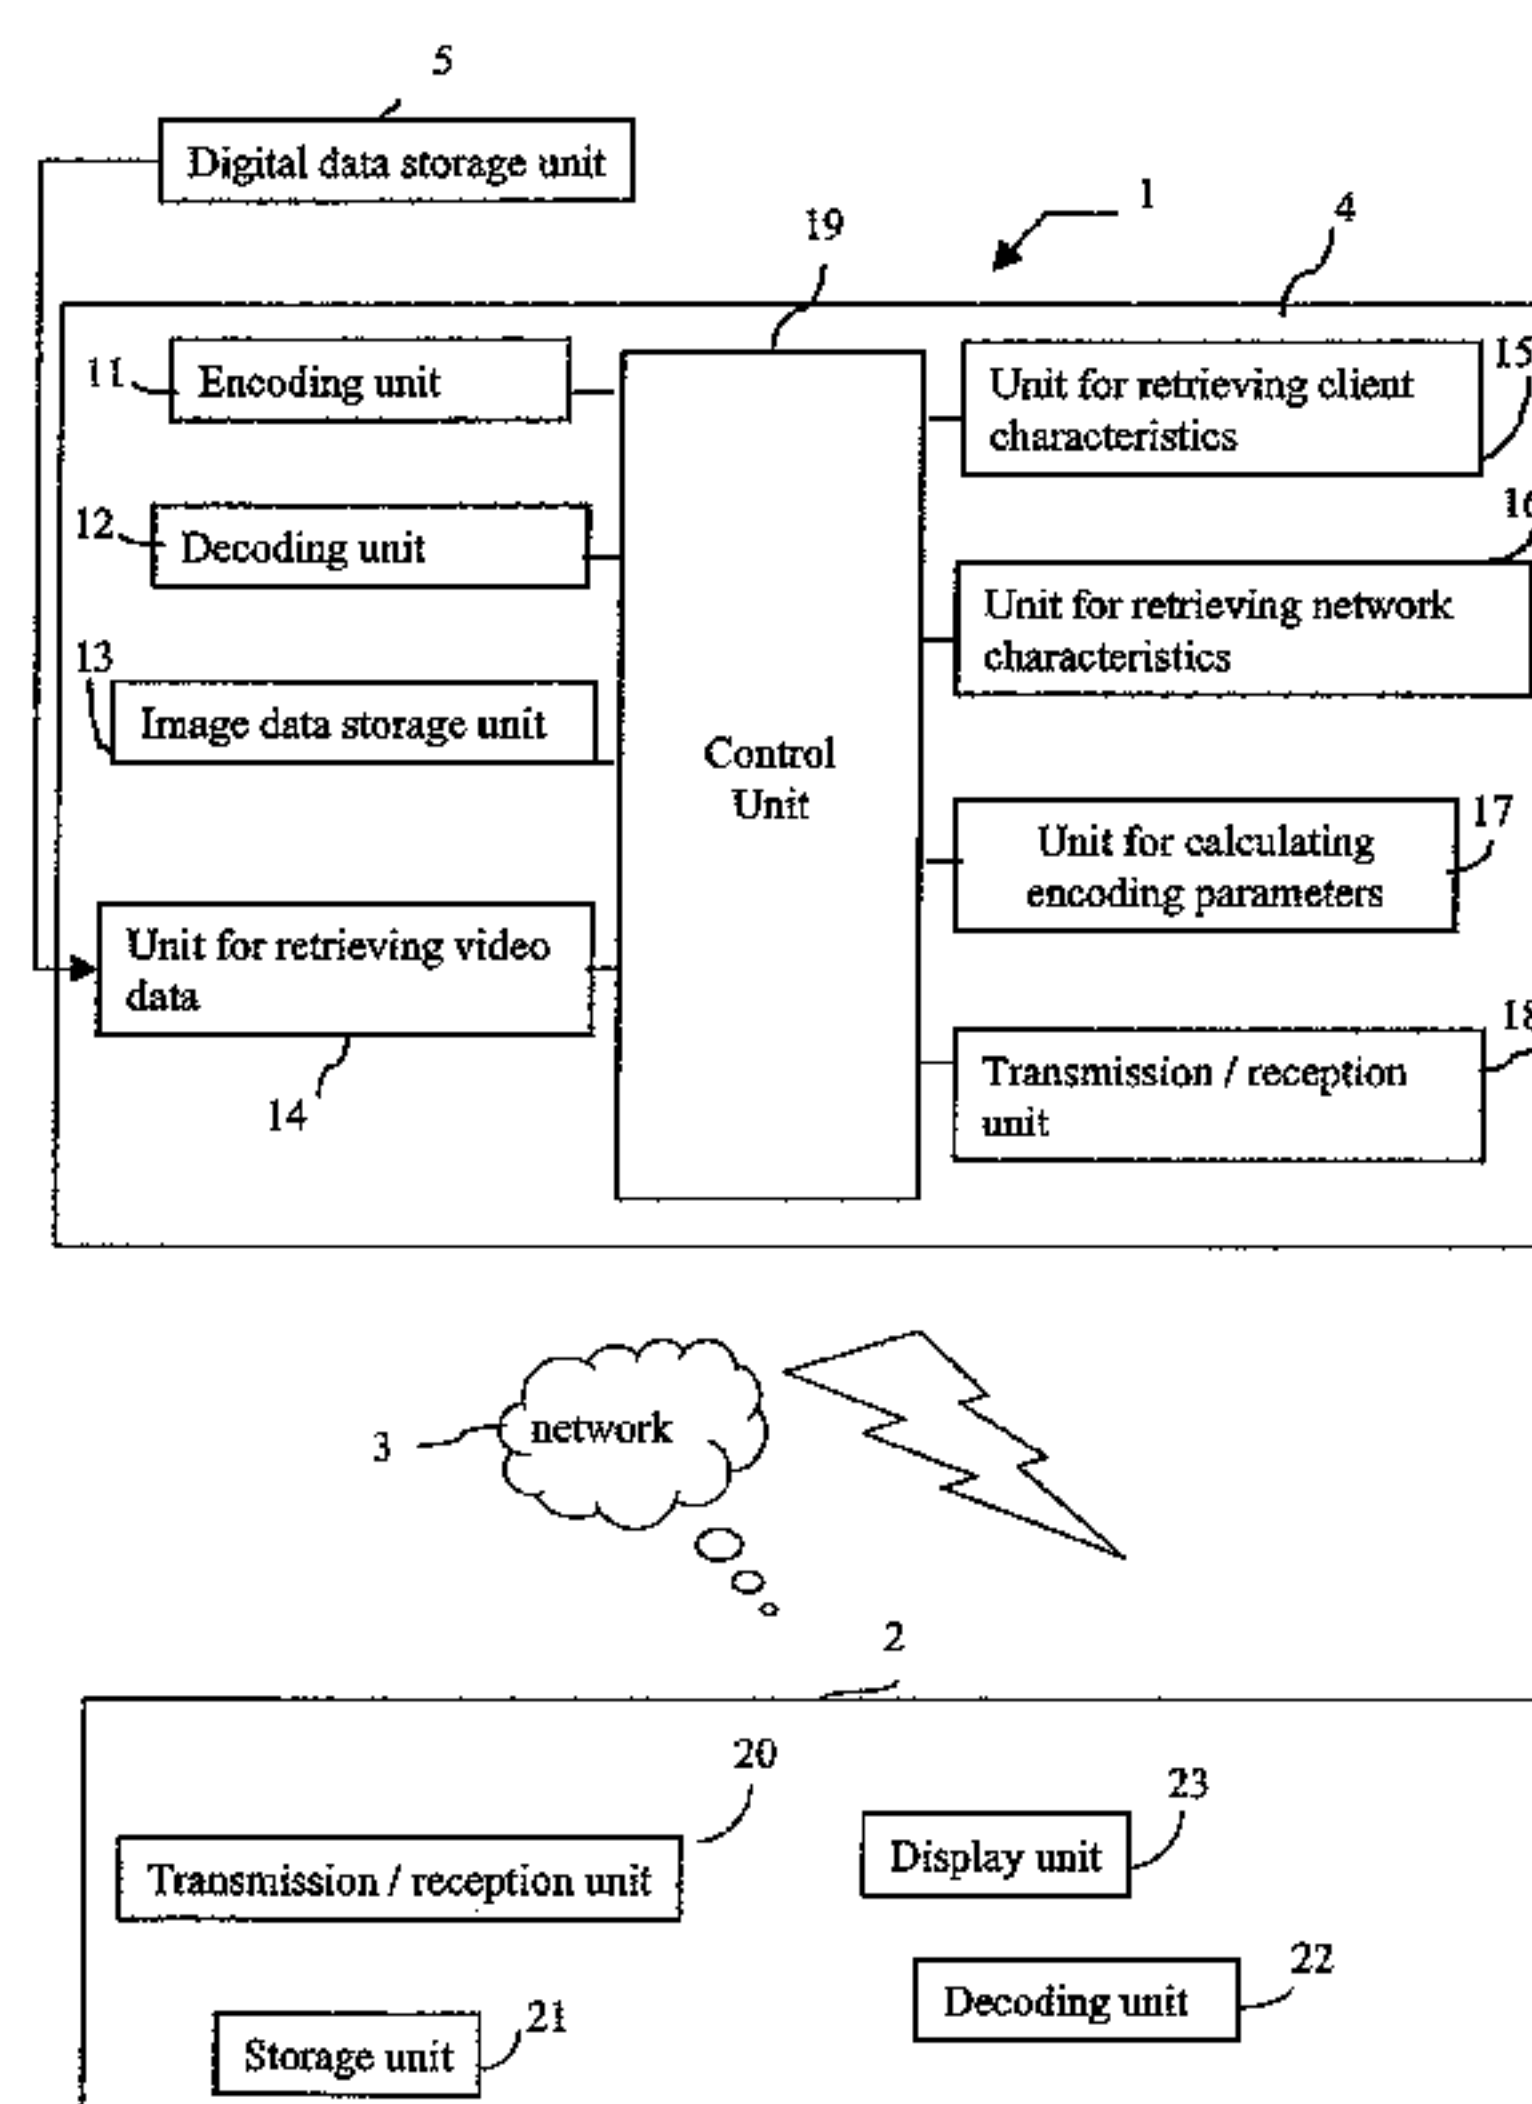 5
Digital data storage unit
1
4
19
11
Encoding unit
Unit for retrieving client
characteristics
15
12
Decoding unit
16
Unit for retrieving network
characteristics
13
Image data storage unit
Control
Unit
17
Unit for calculating
encoding parameters
Unit for retrieving video
data
14
18
Transmission / reception
unit
3
network
2
20
Transmission / reception unit
23
Display unit
22
Decoding unit
21
Storage unit